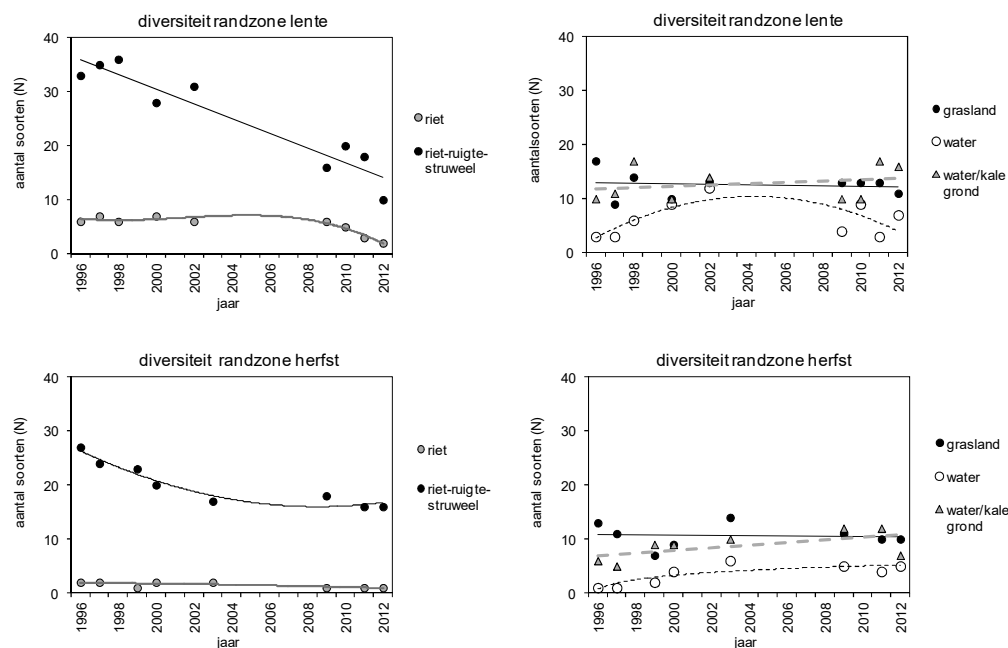 diversiteit randzone lente
aantal soorten (N)
40
30
20
10
0
1996
1998
2000
2002
2004
2006
2008
2010
2012
jaar
riet
riet-ruigte-
struweel
diversiteit randzone lente
aantalsoorten (N)
40
30
20
10
0
1996
1998
2000
2002
2004
2006
2008
2010
2012
jaar
grasland
water
water/kale
grond
diversiteit randzone herfst
aantal soorten (N)
40
30
20
10
0
1996
1998
2000
2002
2004
2006
2008
2010
2012
jaar
riet
riet-ruigte-
struweel
diversiteit randzone herfst
aantal soorten (N)
40
30
20
10
0
1996
1998
2000
2002
2004
2006
2008
2010
2012
jaar
grasland
water
water/kale
grond